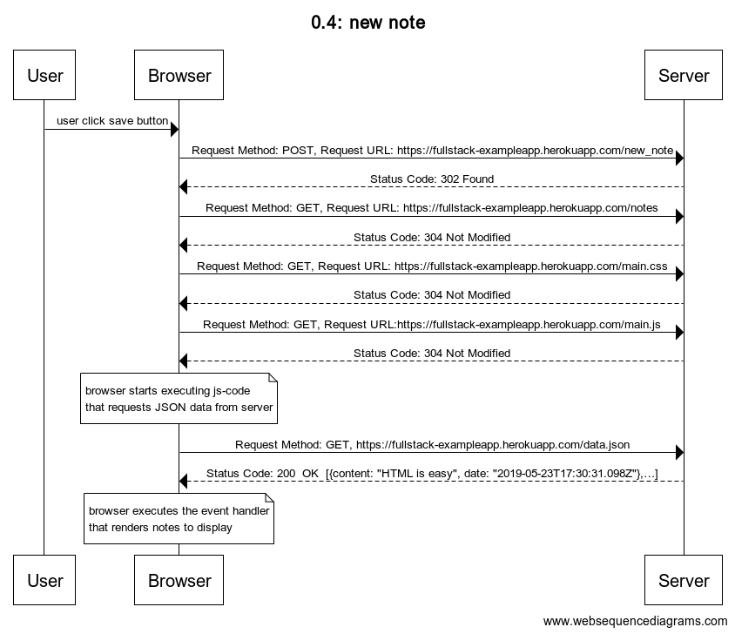 0.4: new note
User
Browser
Server
user click save button
Request Method: POST, Request URL: https://fullstack-exampleapp.herokuapp.com/new_note
Status Code: 302 Found
Request Method: GET, Request URL: https://fullstack-exampleapp.herokuapp.com/notes
Status Code: 304 Not Modified
Request Method: GET, Request URL: https://fullstack-exampleapp.herokuapp.com/main.css
Status Code: 304 Not Modified
Request Method: GET, Request URL:https://fullstack-exampleapp.herokuapp.com/main.js
Status Code: 304 Not Modified
browser starts executing js-code
that requests JSON data from server
Request Method: GET, https://fullstack-exampleapp.herokuapp.com/data.json
Status Code: 200  OK  [{content: "HTML is easy", date: "2019-05-23T17:30:31.098Z"},...]
browser executes the event handler
that renders notes to display
User
Browser
Server
www.websequencediagrams.com